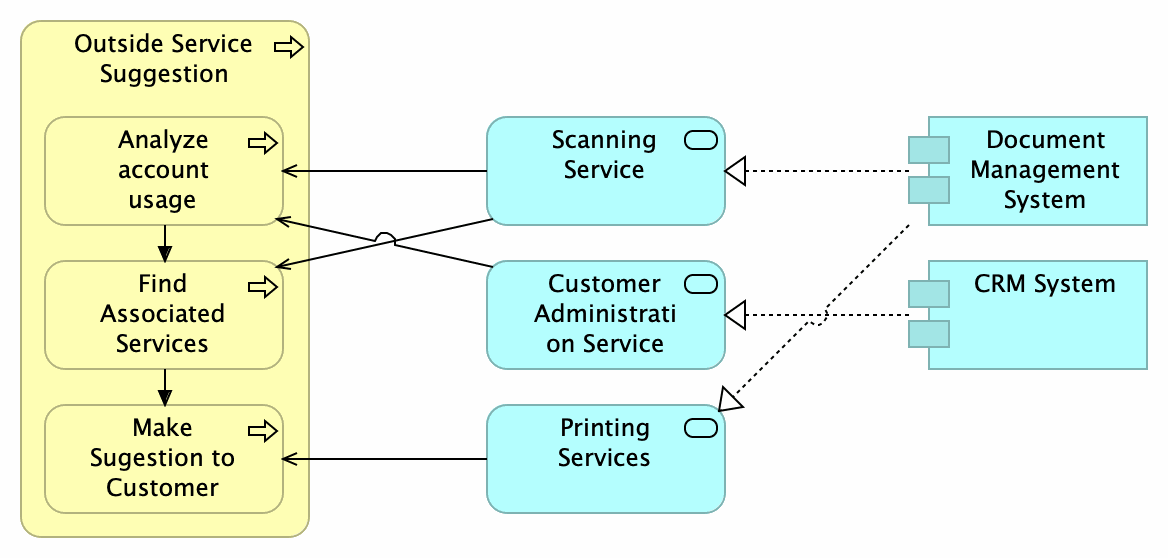 Outside Service
Suggestion
Analyze
account
usage
Scanning
Service
Document
Management
System
Find
Associated
Services
Customer
Administrati
on Service
CRM System
Make
Sugestion to
Customer
Printing
Services